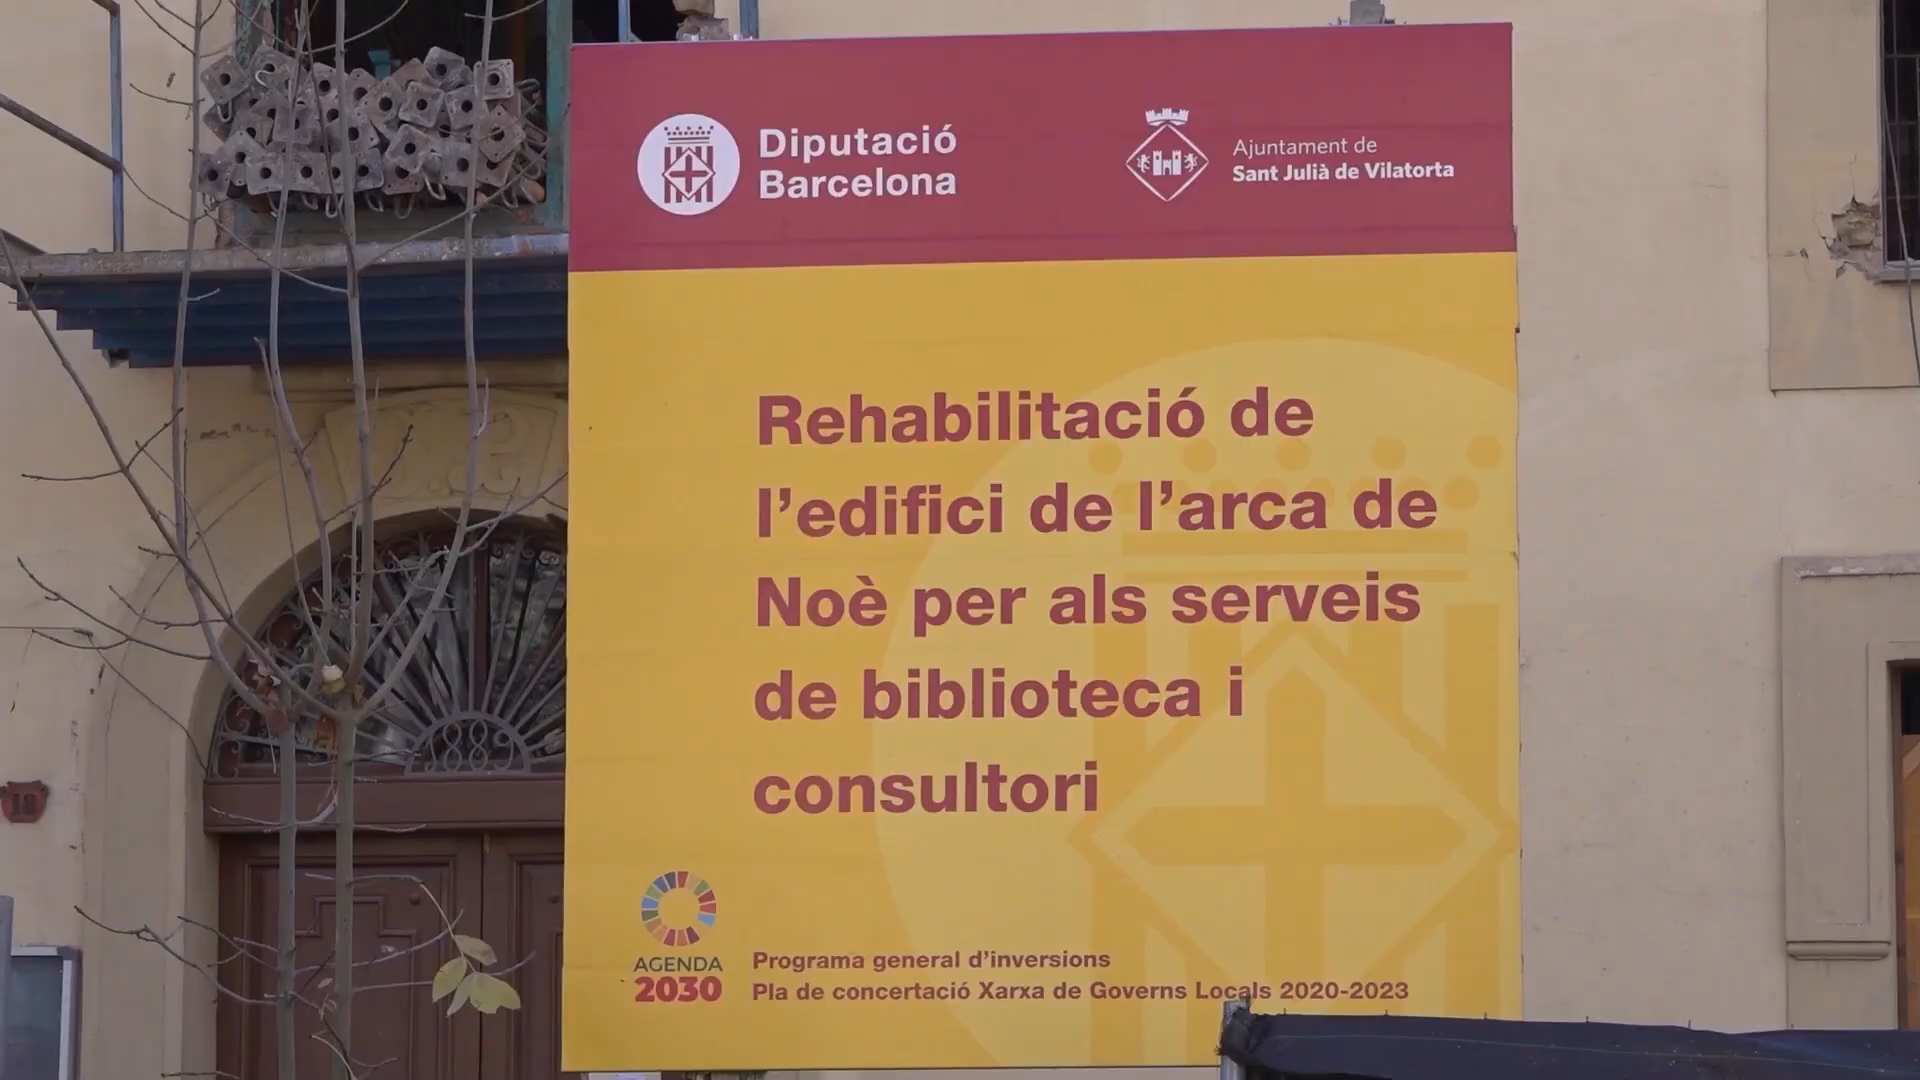 Diputació
Barcelona
Ajuntament de
Sant Julià de Vilatorta
Rehabilitació de
l'edifici de l'arca de
Noè per als serveis
de biblioteca i
consultori
AGENDA
2030
Programa general d'inversions
Pla de concertació Xarxa de Governs Locals 2020-2023